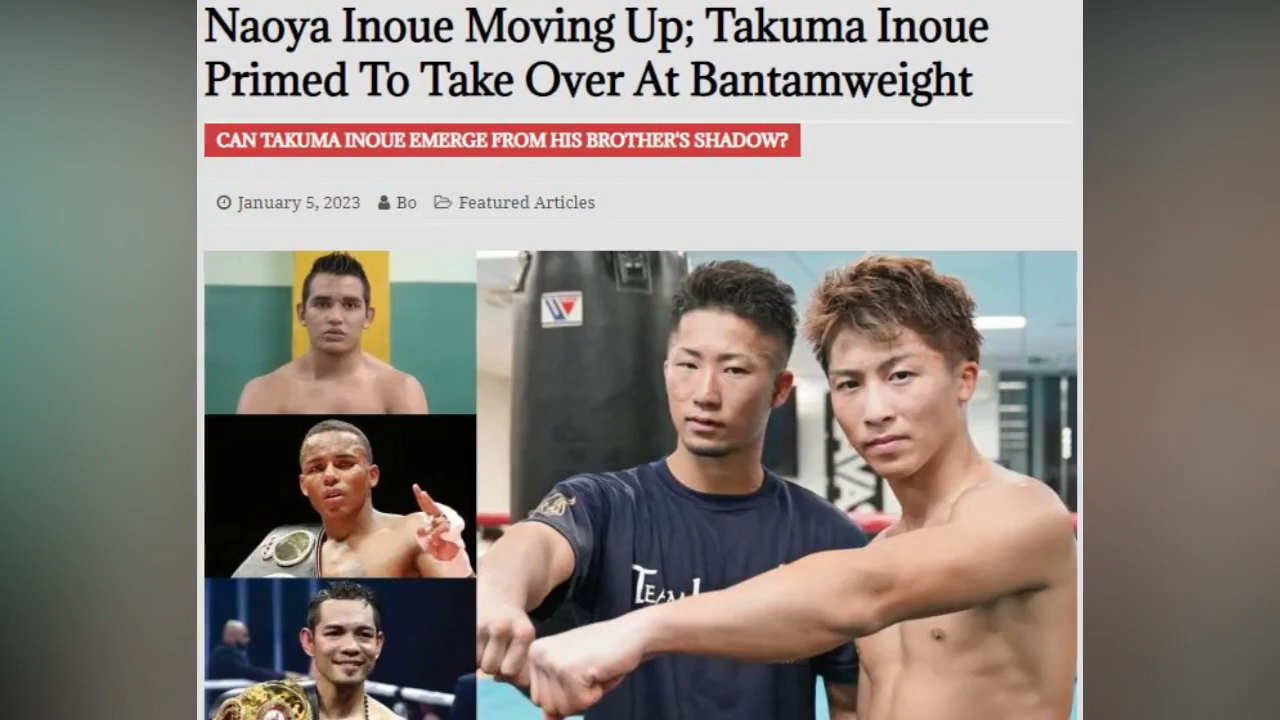 Naoya Inoue Moving Up; Takuma Inoue
Primed To Take Over At Bantamweight
CAN TAKUMA INOUE EMERGE FROM HIS BROTHER'S SHADOW?
January 5, 2023 Bo Featured Articles
TEAM